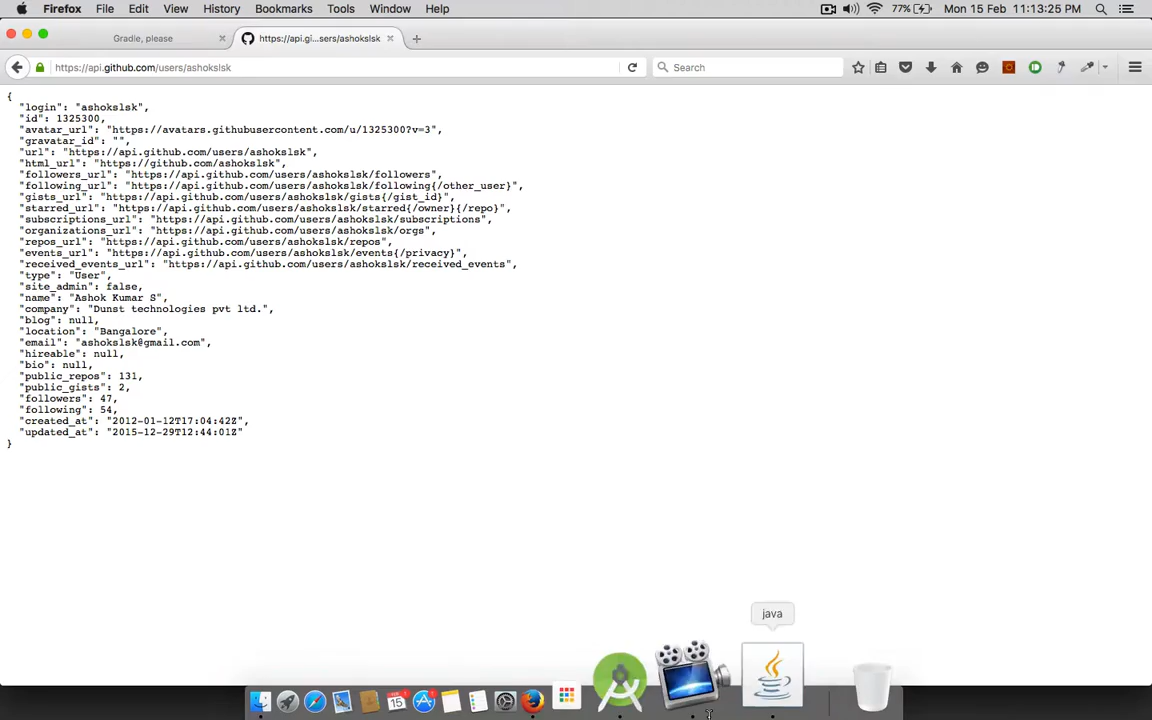 Firefox File Edit View History Bookmarks Tools Window Help 77% Mon 15 Feb 11:13:25 PM
Gradle, please https://api.gi...sers/ashokslsk
https://api.github.com/users/ashokslsk Search
{
"login": "ashokslsk",
"id": 1325300,
"avatar_url": "https://avatars.githubusercontent.com/u/1325300?v=3",
"gravatar_id": "",
"url": "https://api.github.com/users/ashokslsk",
"html_url": "https://github.com/ashokslsk",
"followers_url": "https://api.github.com/users/ashokslsk/followers",
"following_url": "https://api.github.com/users/ashokslsk/following{/other_user}",
"gists_url": "https://api.github.com/users/ashokslsk/gists{/gist_id}",
"starred_url": "https://api.github.com/users/ashokslsk/starred{/owner}{/repo}",
"subscriptions_url": "https://api.github.com/users/ashokslsk/subscriptions",
"organizations_url": "https://api.github.com/users/ashokslsk/orgs",
"repos_url": "https://api.github.com/users/ashokslsk/repos",
"events_url": "https://api.github.com/users/ashokslsk/events{/privacy}",
"received_events_url": "https://api.github.com/users/ashokslsk/received_events",
"type": "User",
"site_admin": false,
"name": "Ashok Kumar S",
"company": "Dunst technologies pvt ltd.",
"blog": null,
"location": "Bangalore",
"email": "ashokslsk@gmail.com",
"hireable": null,
"bio": null,
"public_repos": 131,
"public_gists": 2,
"followers": 47,
"following": 54,
"created_at": "2012-01-12T17:04:42Z",
"updated_at": "2015-12-29T12:44:01Z"
}
java
15